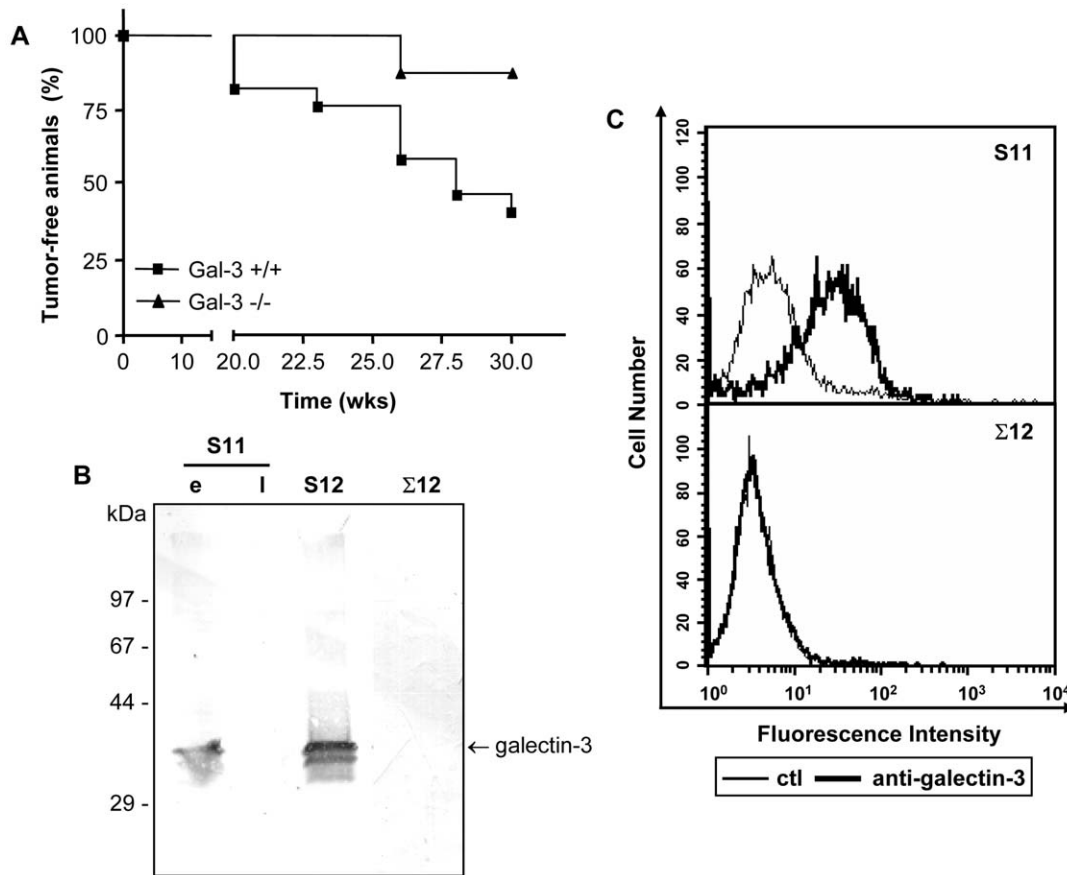 A
Tumor-free animals (%)
100
75
50
25
0
Gal-3 +/+
Gal-3 -/-
0 10 20.0 22.5 25.0 27.5 30.0
Time (wks)
B
S11
e l S12 Σ12
kDa
97 -
67 -
44 -
29 -
← galectin-3
C
Cell Number
S11
120
100
80
60
40
20
0
Σ12
100
80
60
40
20
0
10⁰ 10¹ 10² 10³ 10⁴
Fluorescence Intensity
ctl anti-galectin-3